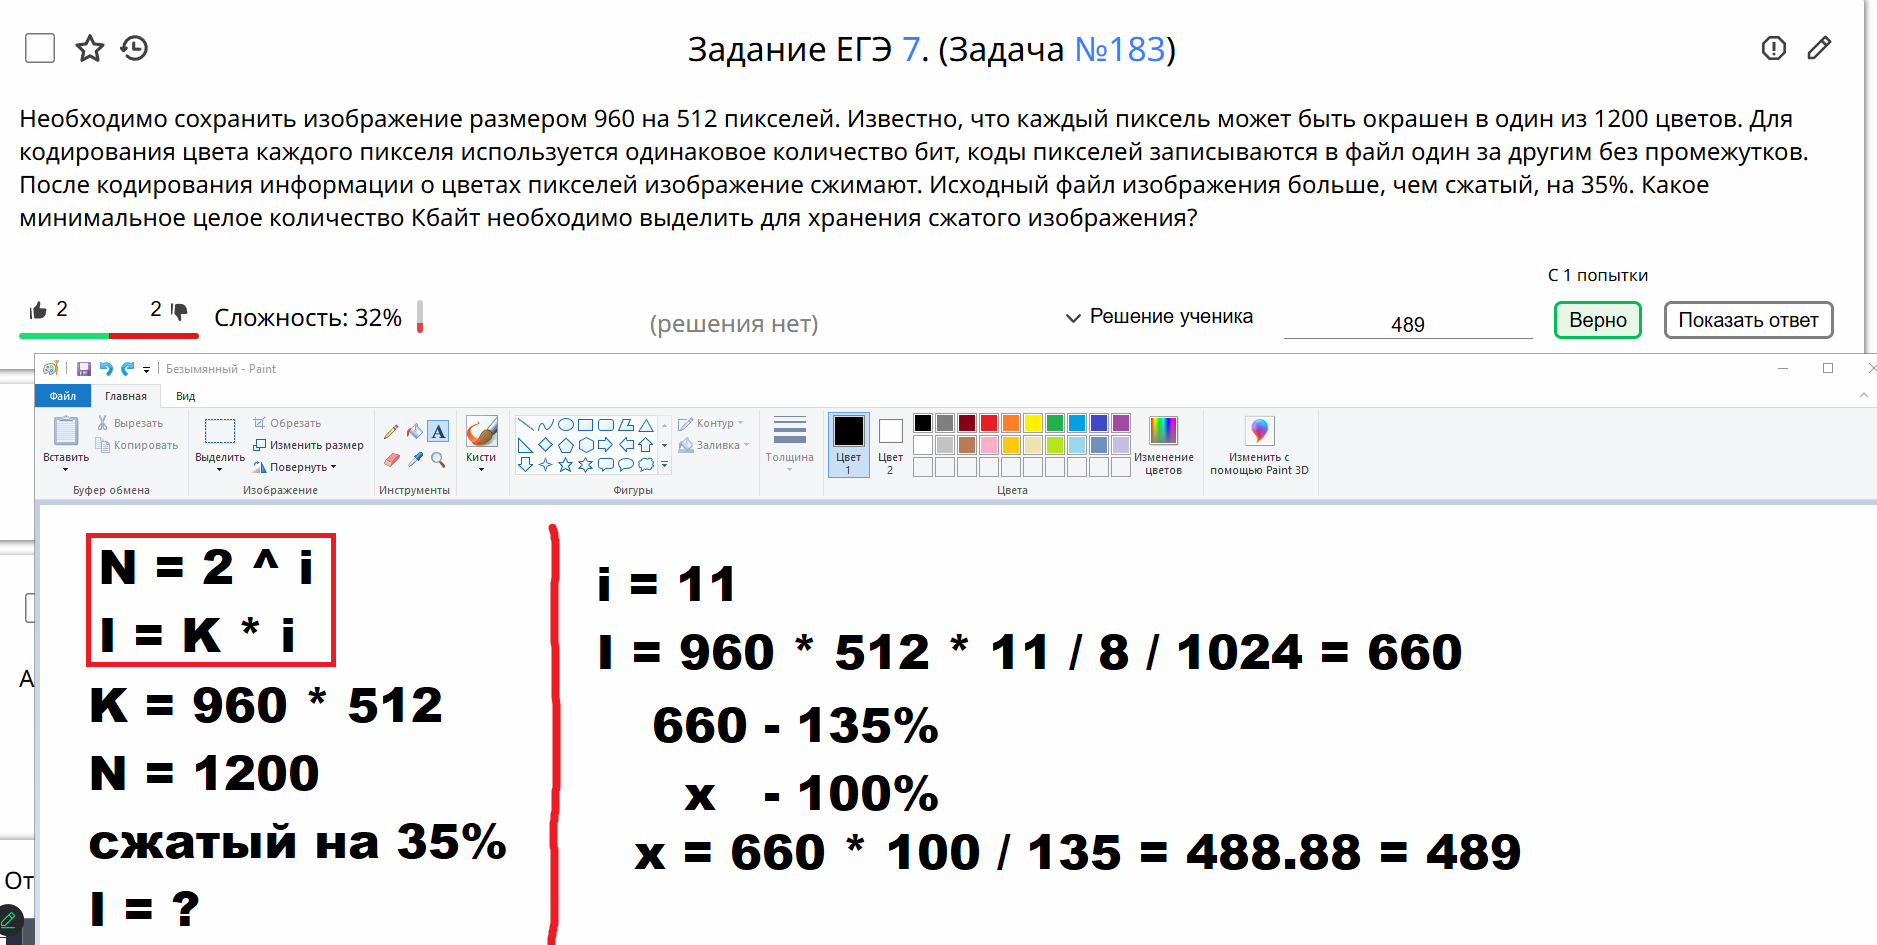 Задание ЕГЭ 7. (Задача №183)
Необходимо сохранить изображение размером 960 на 512 пикселей. Известно, что каждый пиксель может быть окрашен в один из 1200 цветов. Для
кодирования цвета каждого пикселя используется одинаковое количество бит, коды пикселей записываются в файл один за другим без промежутков.
После кодирования информации о цветах пикселей изображение сжимают. Исходный файл изображения больше, чем сжатый, на 35%. Какое
минимальное целое количество Кбайт необходимо выделить для хранения сжатого изображения?
С 1 попытки
2 2 Сложность: 32% (решения нет) Решение ученика 489 Верно Показать ответ
Безымянный - Paint
Файл Главная Вид
Вставить
Вырезать
Копировать
Буфер обмена
Выделить
Обрезать
Изменить размер
Повернуть
Изображение
A
Инструменты
Кисти
Фигуры
Контур
Заливка
Толщина
Цвет
1
Цвет
2
Изменение
цветов
Цвета
Изменить с
помощью Paint 3D
N = 2 ^ i
I = K * i
K = 960 * 512
N = 1200
сжатый на 35%
I = ?
i = 11
I = 960 * 512 * 11 / 8 / 1024 = 660
660 - 135%
x - 100%
x = 660 * 100 / 135 = 488.88 = 489
А
От